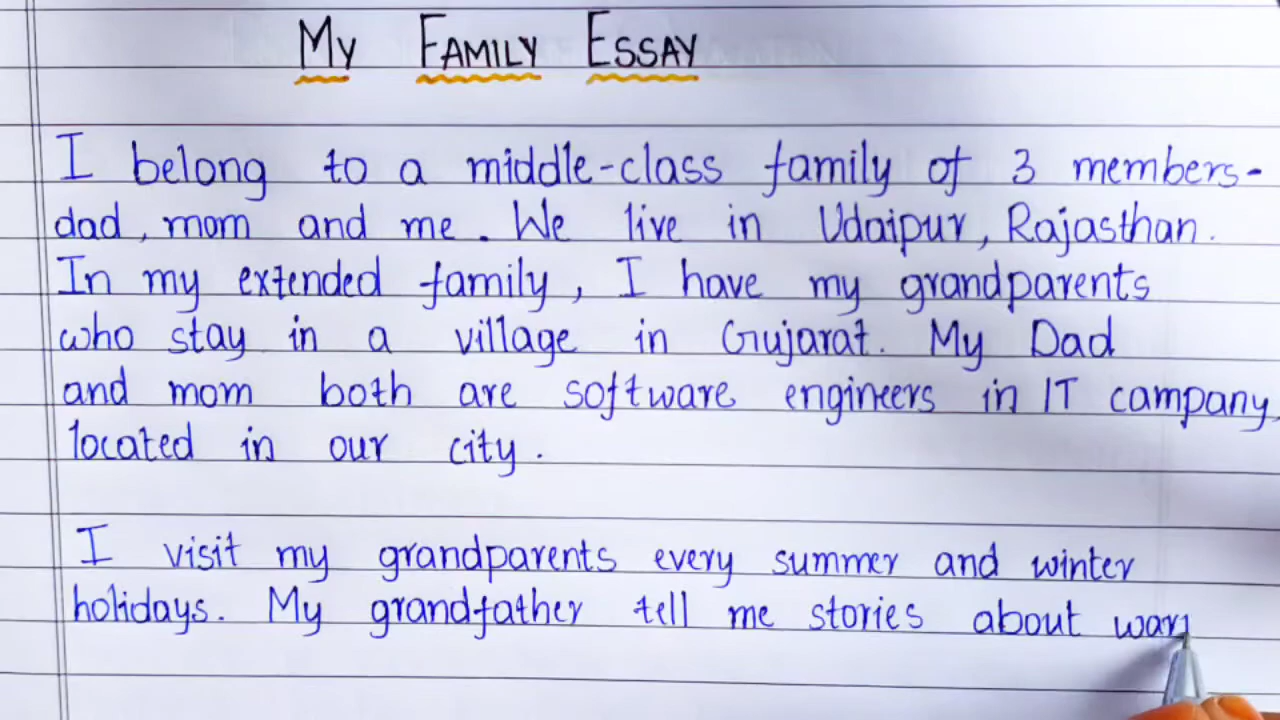 My Family Essay
I belong to a middle-class family of 3 members-
dad, mom and me. We live in Udaipur, Rajasthan.
In my extended family, I have my grandparents
who stay in a village in Gujarat. My Dad
and mom both are software engineers in IT campany
located in our city.
I visit my grandparents every summer and winter
holidays. My grandfather tell me stories about